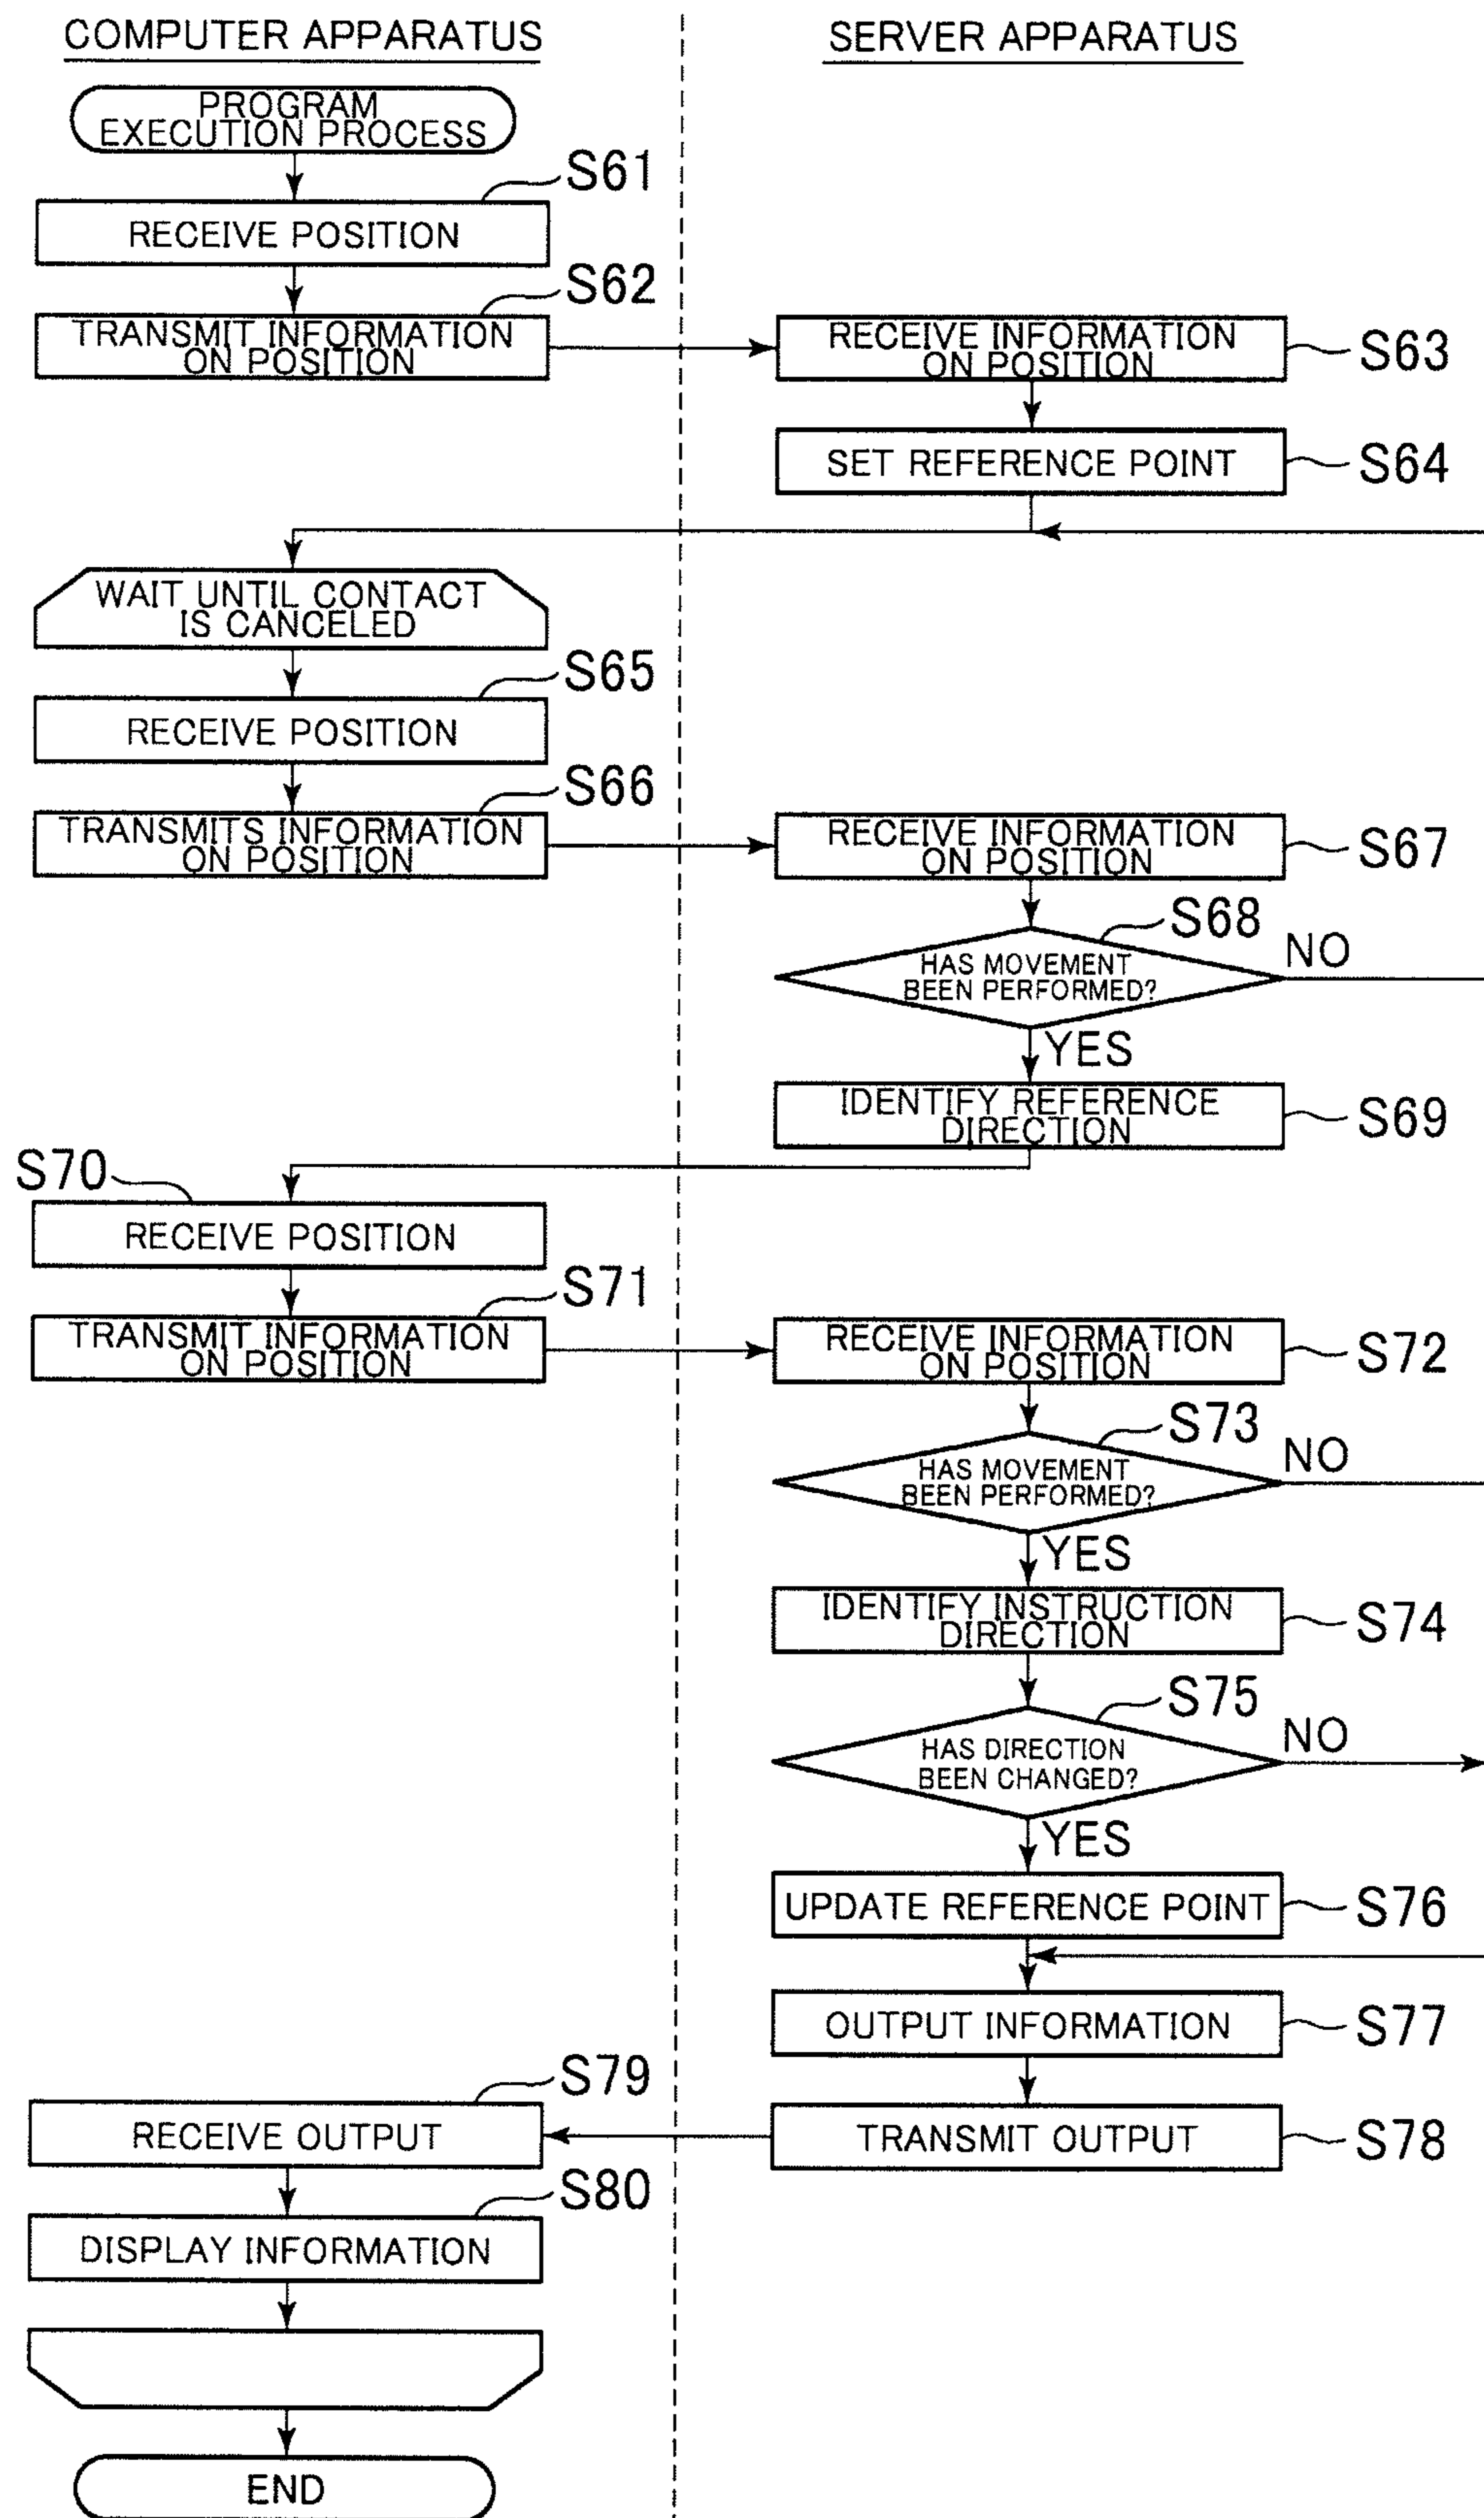 COMPUTER APPARATUS
SERVER APPARATUS
PROGRAM
EXECUTION PROCESS
S61
RECEIVE POSITION
S62
TRANSMIT INFORMATION
ON POSITION
RECEIVE INFORMATION
ON POSITION
S63
SET REFERENCE POINT
S64
WAIT UNTIL CONTACT
IS CANCELED
S65
RECEIVE POSITION
S66
TRANSMITS INFORMATION
ON POSITION
RECEIVE INFORMATION
ON POSITION
S67
S68
HAS MOVEMENT
BEEN PERFORMED?
NO
YES
IDENTIFY REFERENCE
DIRECTION
S69
S70
RECEIVE POSITION
S71
TRANSMIT INFORMATION
ON POSITION
RECEIVE INFORMATION
ON POSITION
S72
S73
HAS MOVEMENT
BEEN PERFORMED?
NO
YES
IDENTIFY INSTRUCTION
DIRECTION
S74
S75
HAS DIRECTION
BEEN CHANGED?
NO
YES
UPDATE REFERENCE POINT
S76
OUTPUT INFORMATION
S77
S79
RECEIVE OUTPUT
TRANSMIT OUTPUT
S78
S80
DISPLAY INFORMATION
END